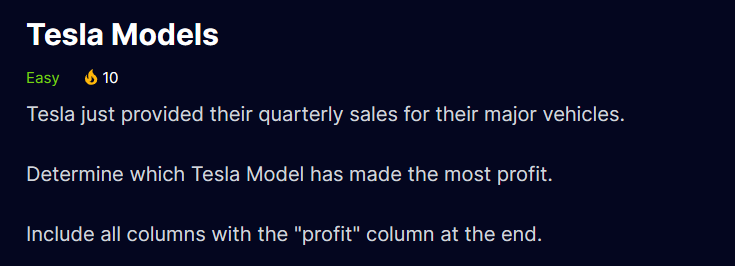 Tesla Models
Easy 🔥 10
Tesla just provided their quarterly sales for their major vehicles.
Determine which Tesla Model has made the most profit.
Include all columns with the "profit" column at the end.